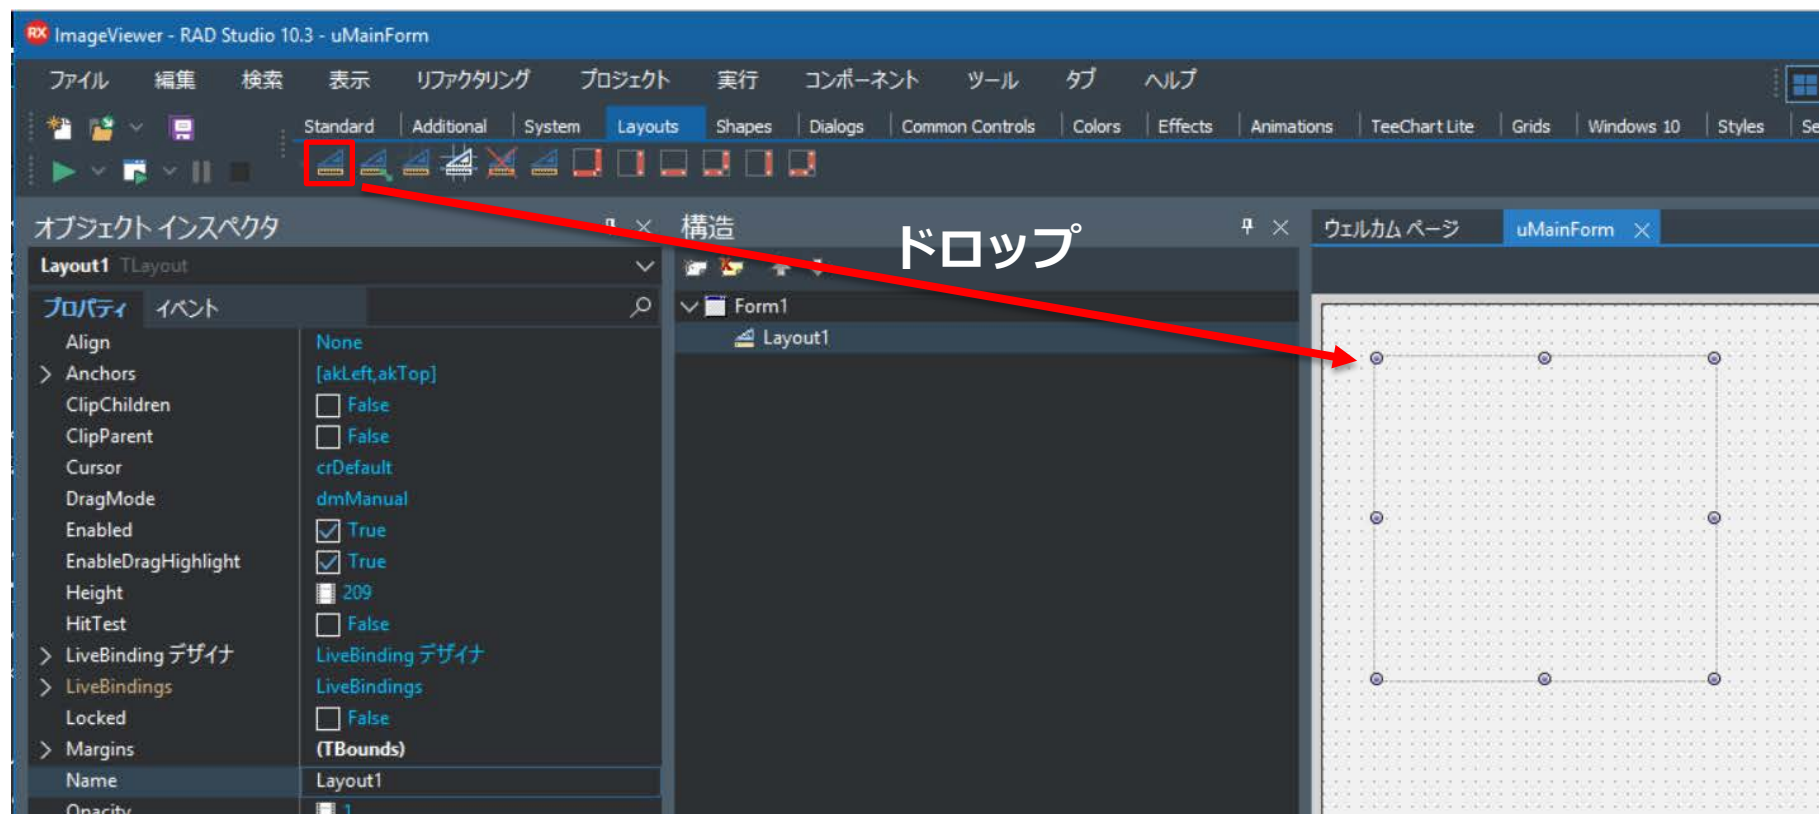 ImageViewer - RAD Studio 10.3 - uMainForm
ファイル 編集 検索 表示 リファクタリング プロジェクト 実行 コンポーネント ツール タブ ヘルプ
Standard Additional System Layouts Shapes Dialogs Common Controls Colors Effects Animations TeeChart Lite Grids Windows 10 Styles Se
オブジェクト インスペクタ
Layout1 TLayout
プロパティ イベント
Align None
Anchors [akLeft,akTop]
ClipChildren False
ClipParent False
Cursor crDefault
DragMode dmManual
Enabled True
EnableDragHighlight True
Height 209
HitTest False
LiveBinding デザイナ LiveBinding デザイナ
LiveBindings LiveBindings
Locked False
Margins (TBounds)
Name Layout1
Opacity 1
構造
Form1
Layout1
ドロップ
ウェルカム ページ uMainForm